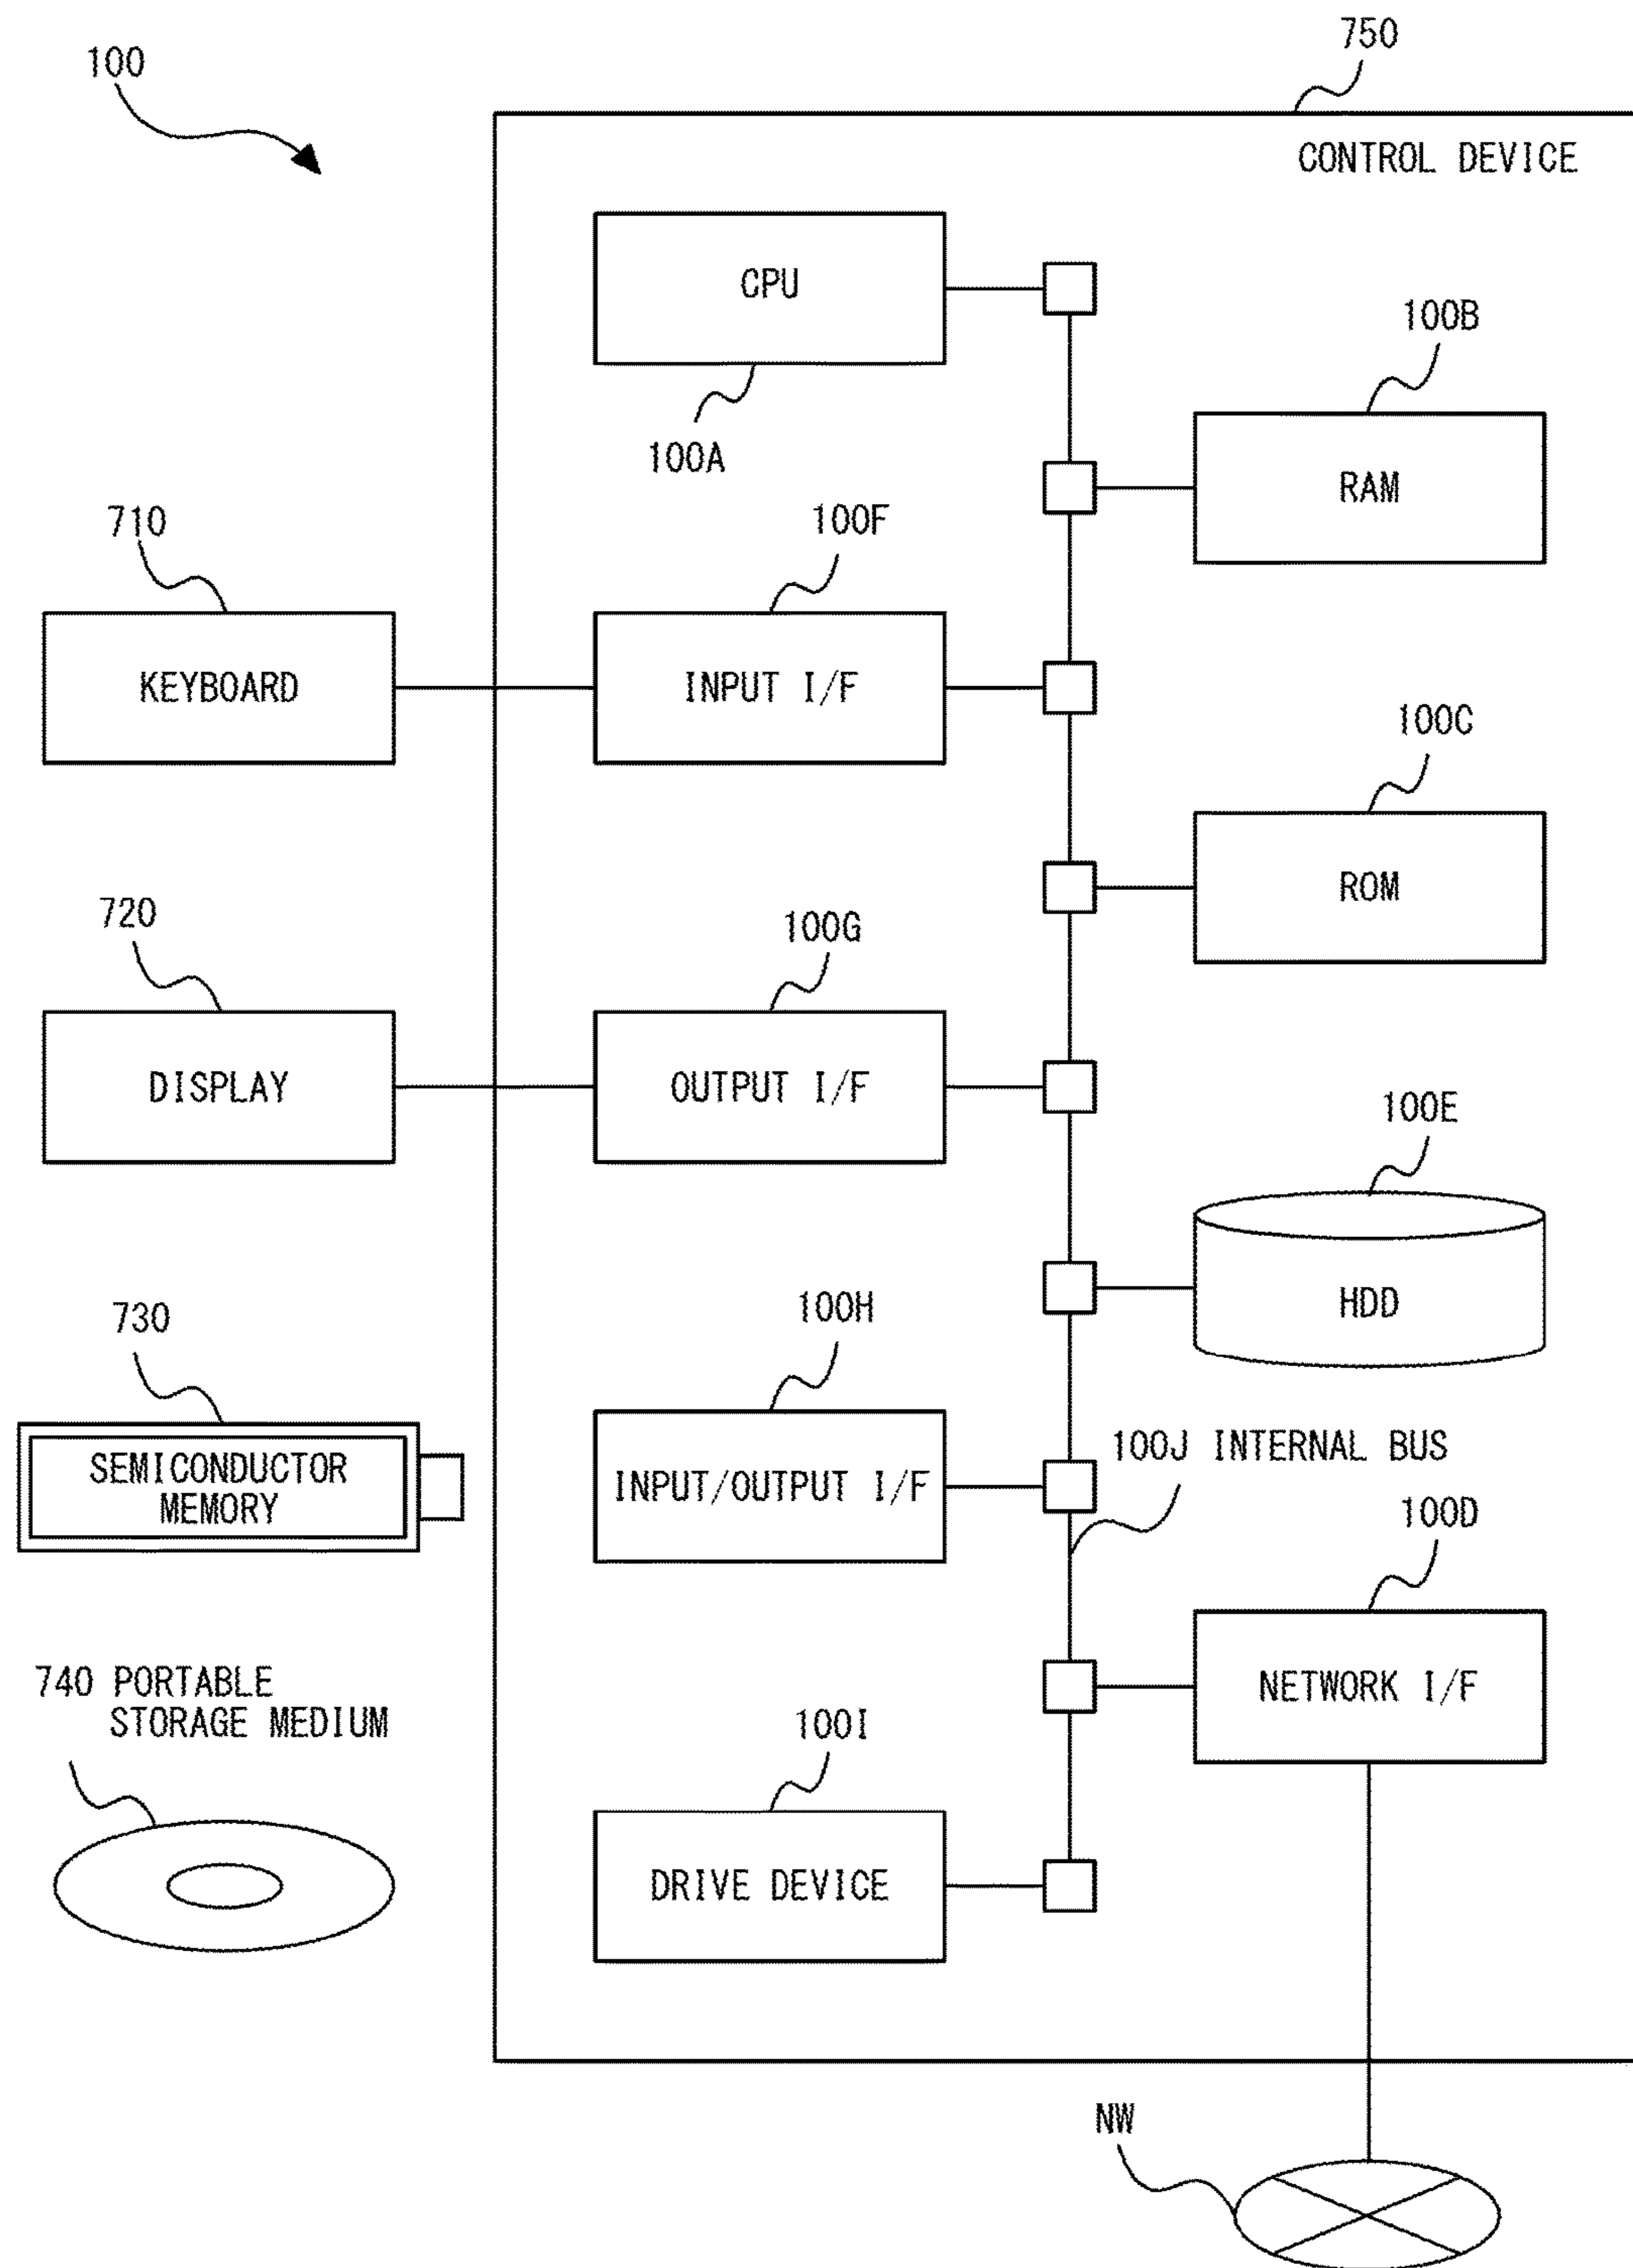 750
100
CONTROL DEVICE
CPU
100B
100A
RAM
710
100F
KEYBOARD
INPUT I/F
100C
ROM
720
100G
DISPLAY
OUTPUT I/F
100E
HDD
730
100H
SEMICONDUCTOR
MEMORY
INPUT/OUTPUT I/F
100J INTERNAL BUS
100D
NETWORK I/F
740 PORTABLE
STORAGE MEDIUM
100I
DRIVE DEVICE
NW